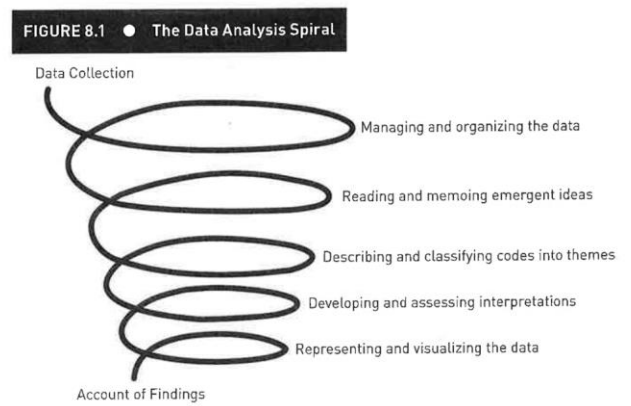 FIGURE 8.1 ● The Data Analysis Spiral
Data Collection
Managing and organizing the data
Reading and memoing emergent ideas
Describing and classifying codes into themes
Developing and assessing interpretations
Representing and visualizing the data
Account of Findings